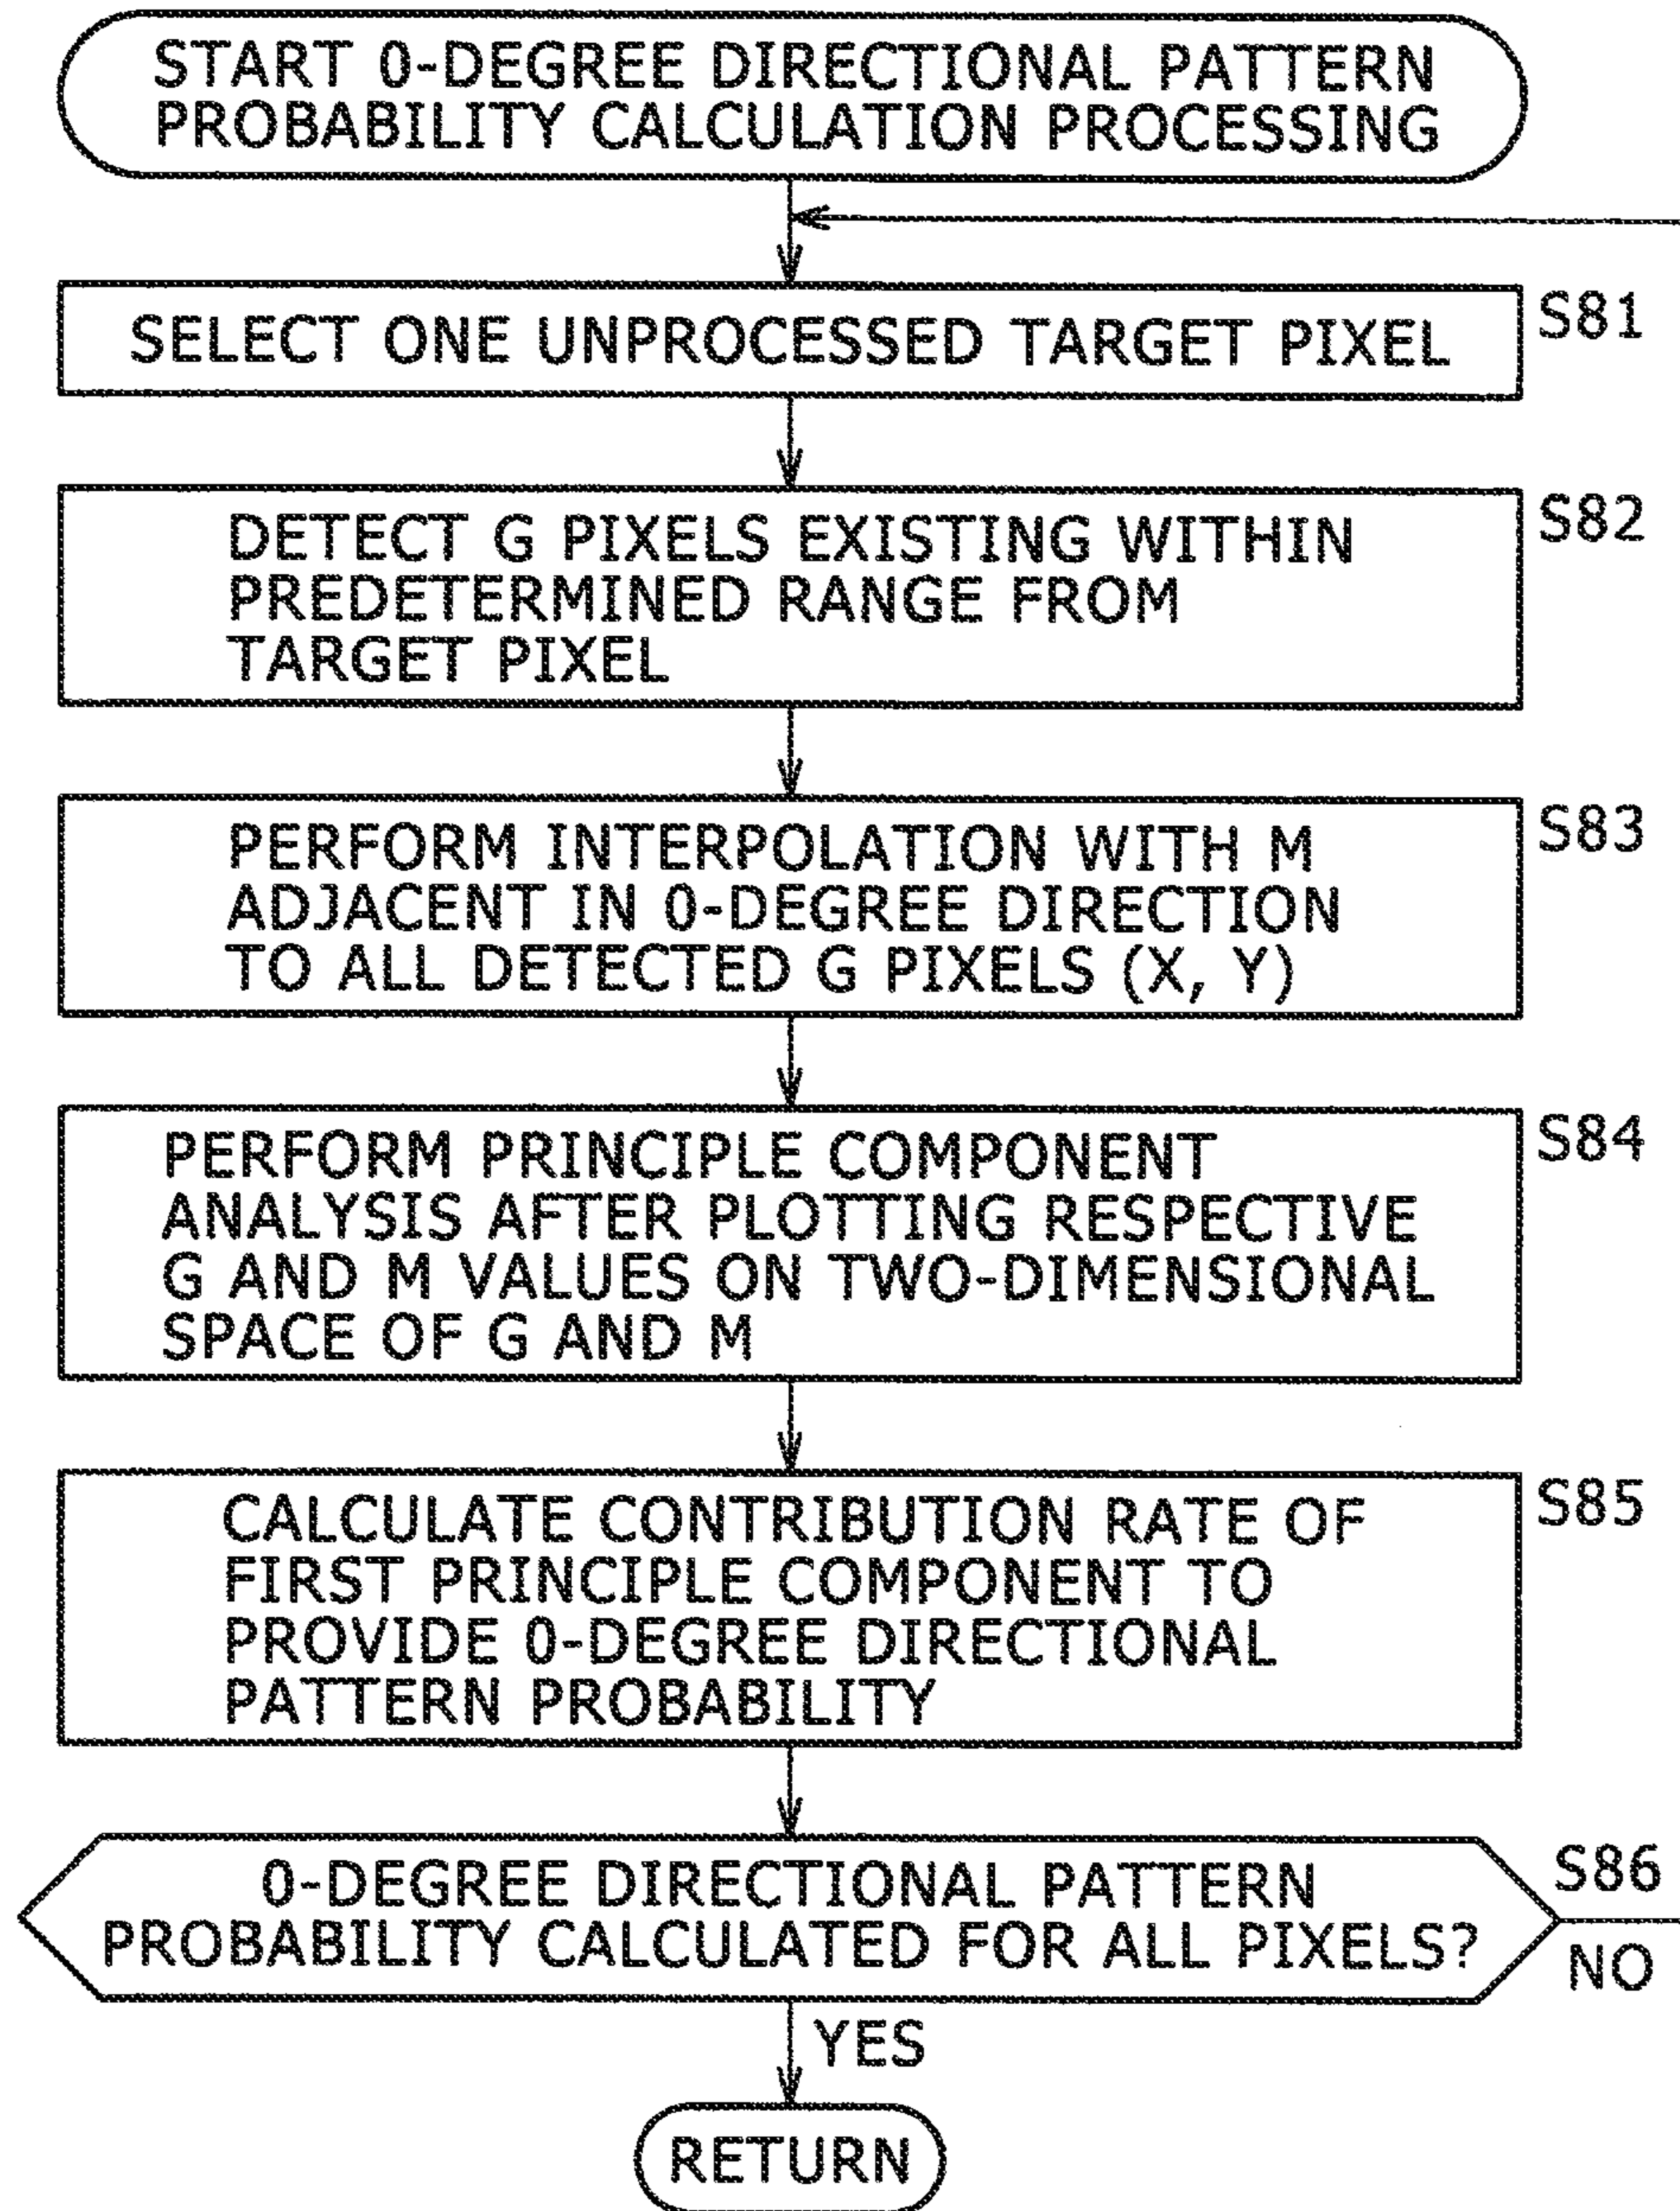 START 0-DEGREE DIRECTIONAL PATTERN
PROBABILITY CALCULATION PROCESSING
SELECT ONE UNPROCESSED TARGET PIXEL
S81
DETECT G PIXELS EXISTING WITHIN
PREDETERMINED RANGE FROM
TARGET PIXEL
S82
PERFORM INTERPOLATION WITH M
ADJACENT IN 0-DEGREE DIRECTION
TO ALL DETECTED G PIXELS (X, Y)
S83
PERFORM PRINCIPLE COMPONENT
ANALYSIS AFTER PLOTTING RESPECTIVE
G AND M VALUES ON TWO-DIMENSIONAL
SPACE OF G AND M
S84
CALCULATE CONTRIBUTION RATE OF
FIRST PRINCIPLE COMPONENT TO
PROVIDE 0-DEGREE DIRECTIONAL
PATTERN PROBABILITY
S85
0-DEGREE DIRECTIONAL PATTERN
PROBABILITY CALCULATED FOR ALL PIXELS?
S86
NO
YES
RETURN